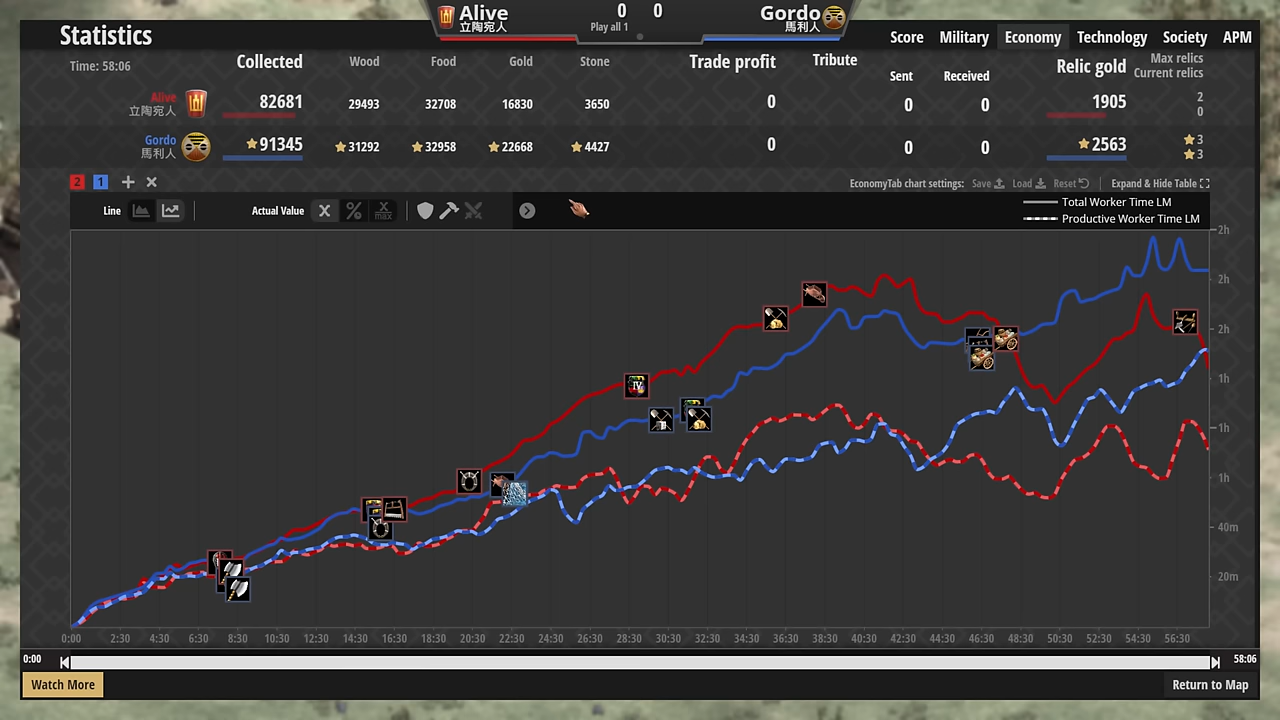 Alive 0 0 Gordo
立陶宛人 Play all 1 馬利人
Statistics
Score Military Economy Technology Society APM
Time: 58:06
Collected Wood Food Gold Stone Trade profit Tribute Sent Received Relic gold Max relics
Current relics
Alive 82681 29493 32708 16830 3650 0 0 0 1905 2
立陶宛人 0
Gordo 91345 31292 32958 22668 4427 0 0 0 2563 3
馬利人 3
2 1 EconomyTab chart settings: Save Load Reset Expand & Hide Table
Line Actual Value X % X max
Total Worker Time LM
Productive Worker Time LM
2h
2h
2h
1h
IV
1h
1h
40m
20m
0:00 2:30 4:30 6:30 8:30 10:30 12:30 14:30 16:30 18:30 20:30 22:30 24:30 26:30 28:30 30:30 32:30 34:30 36:30 38:30 40:30 42:30 44:30 46:30 48:30 50:30 52:30 54:30 56:30
0:00 58:06
Watch More Return to Map